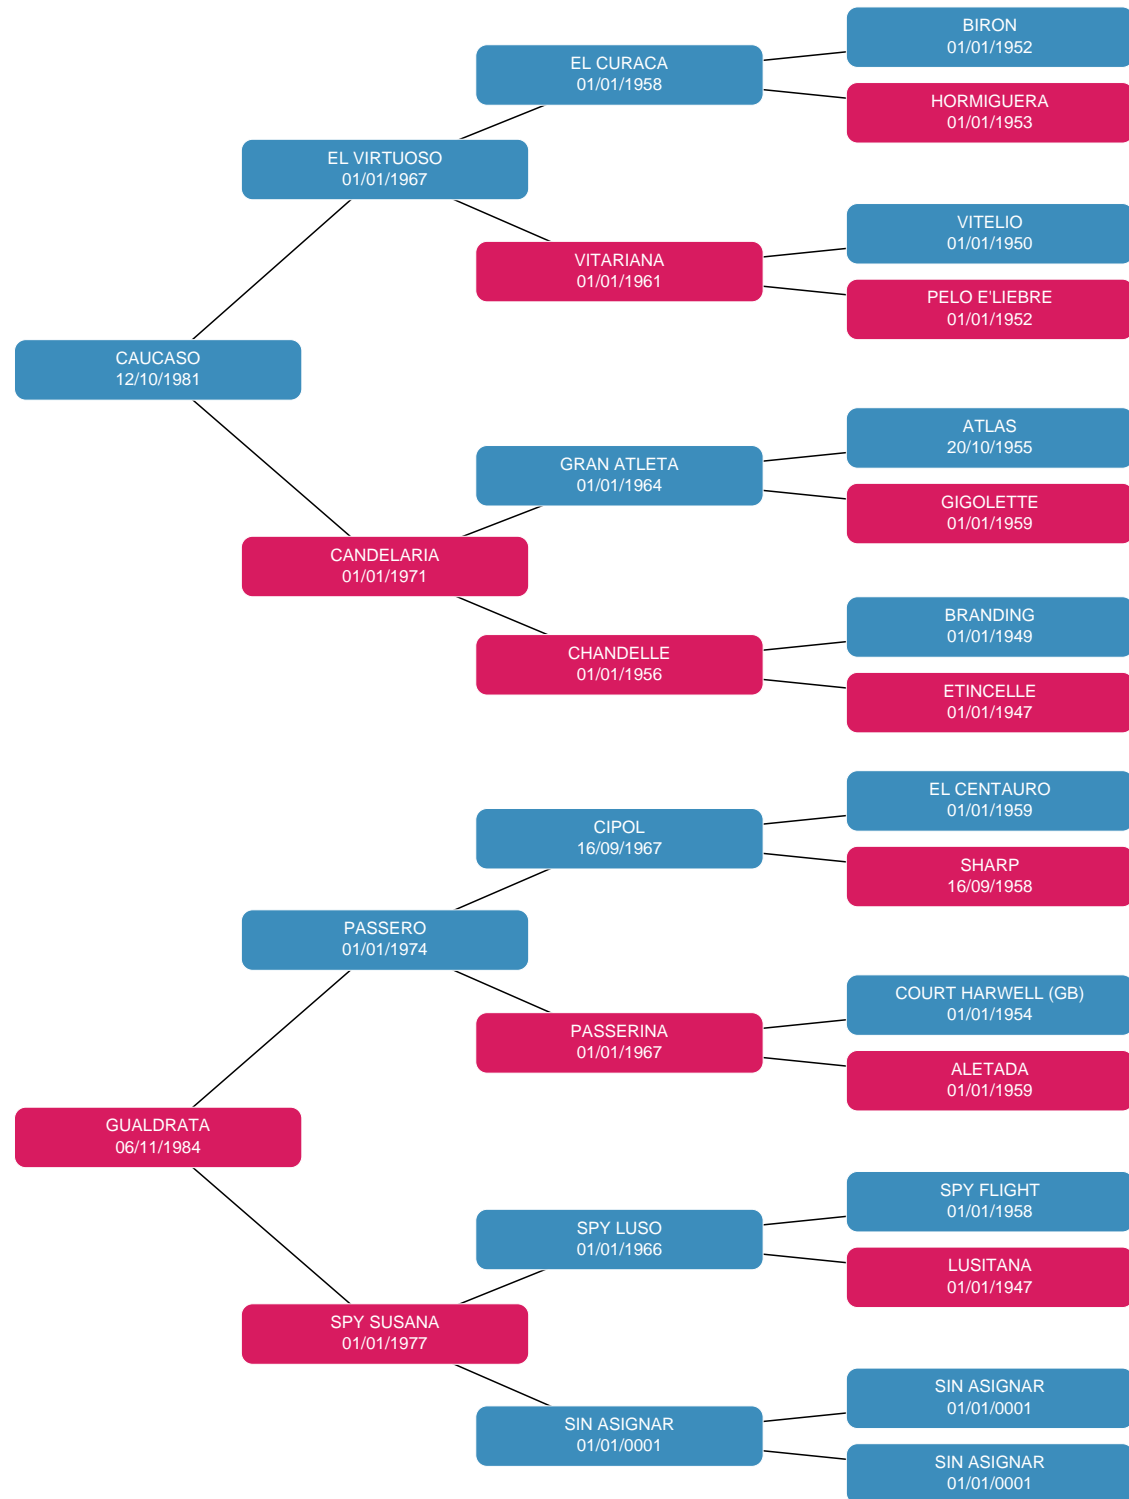 BIRON
01/01/1952
EL CURACA
01/01/1958
HORMIGUERA
01/01/1953
EL VIRTUOSO
01/01/1967
VITELIO
01/01/1950
VITARIANA
01/01/1961
PELO E'LIEBRE
01/01/1952
CAUCASO
12/10/1981
ATLAS
20/10/1955
GRAN ATLETA
01/01/1964
GIGOLETTE
01/01/1959
CANDELARIA
01/01/1971
BRANDING
01/01/1949
CHANDELLE
01/01/1956
ETINCELLE
01/01/1947
EL CENTAURO
01/01/1959
CIPOL
16/09/1967
SHARP
16/09/1958
PASSERO
01/01/1974
COURT HARWELL (GB)
01/01/1954
PASSERINA
01/01/1967
ALETADA
01/01/1959
GUALDRATA
06/11/1984
SPY FLIGHT
01/01/1958
SPY LUSO
01/01/1966
LUSITANA
01/01/1947
SPY SUSANA
01/01/1977
SIN ASIGNAR
01/01/0001
SIN ASIGNAR
01/01/0001
SIN ASIGNAR
01/01/0001